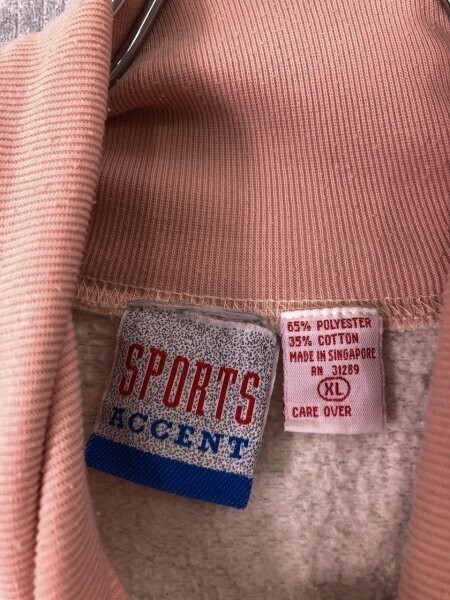 SPORTS
ACCENT
65% POLYESTER
35% COTTON
MADE IN SINGAPORE
RN 31289
XL
CARE OVER